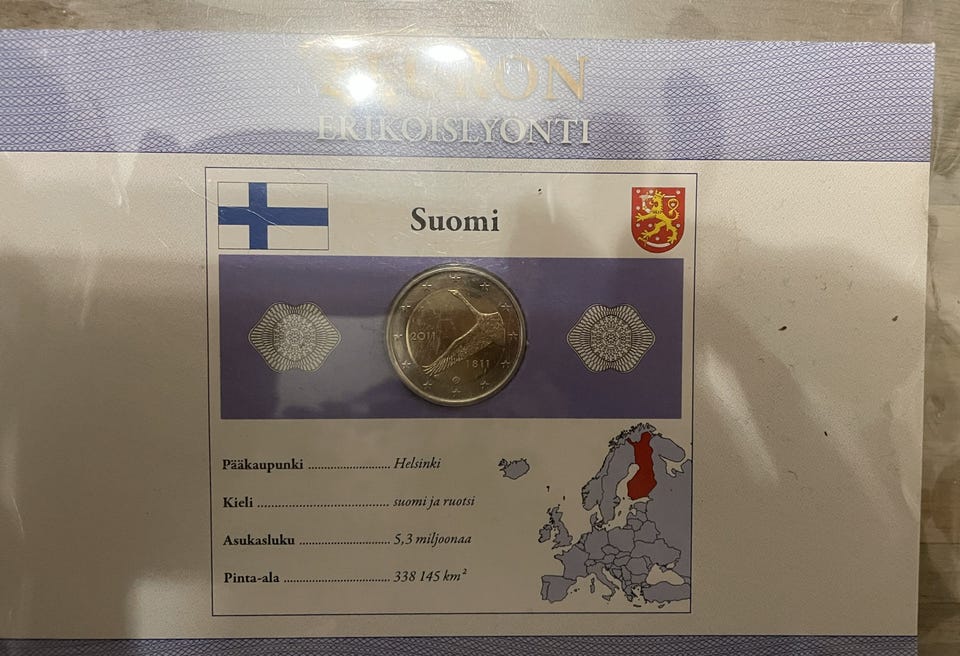 EURON
ERIKOISLYÖNTI
Suomi
2011
1811
Pääkaupunki ........................... Helsinki
Kieli ........................................... suomi ja ruotsi
Asukasluku .............................. 5,3 miljoonaa
Pinta-ala ................................... 338 145 km²